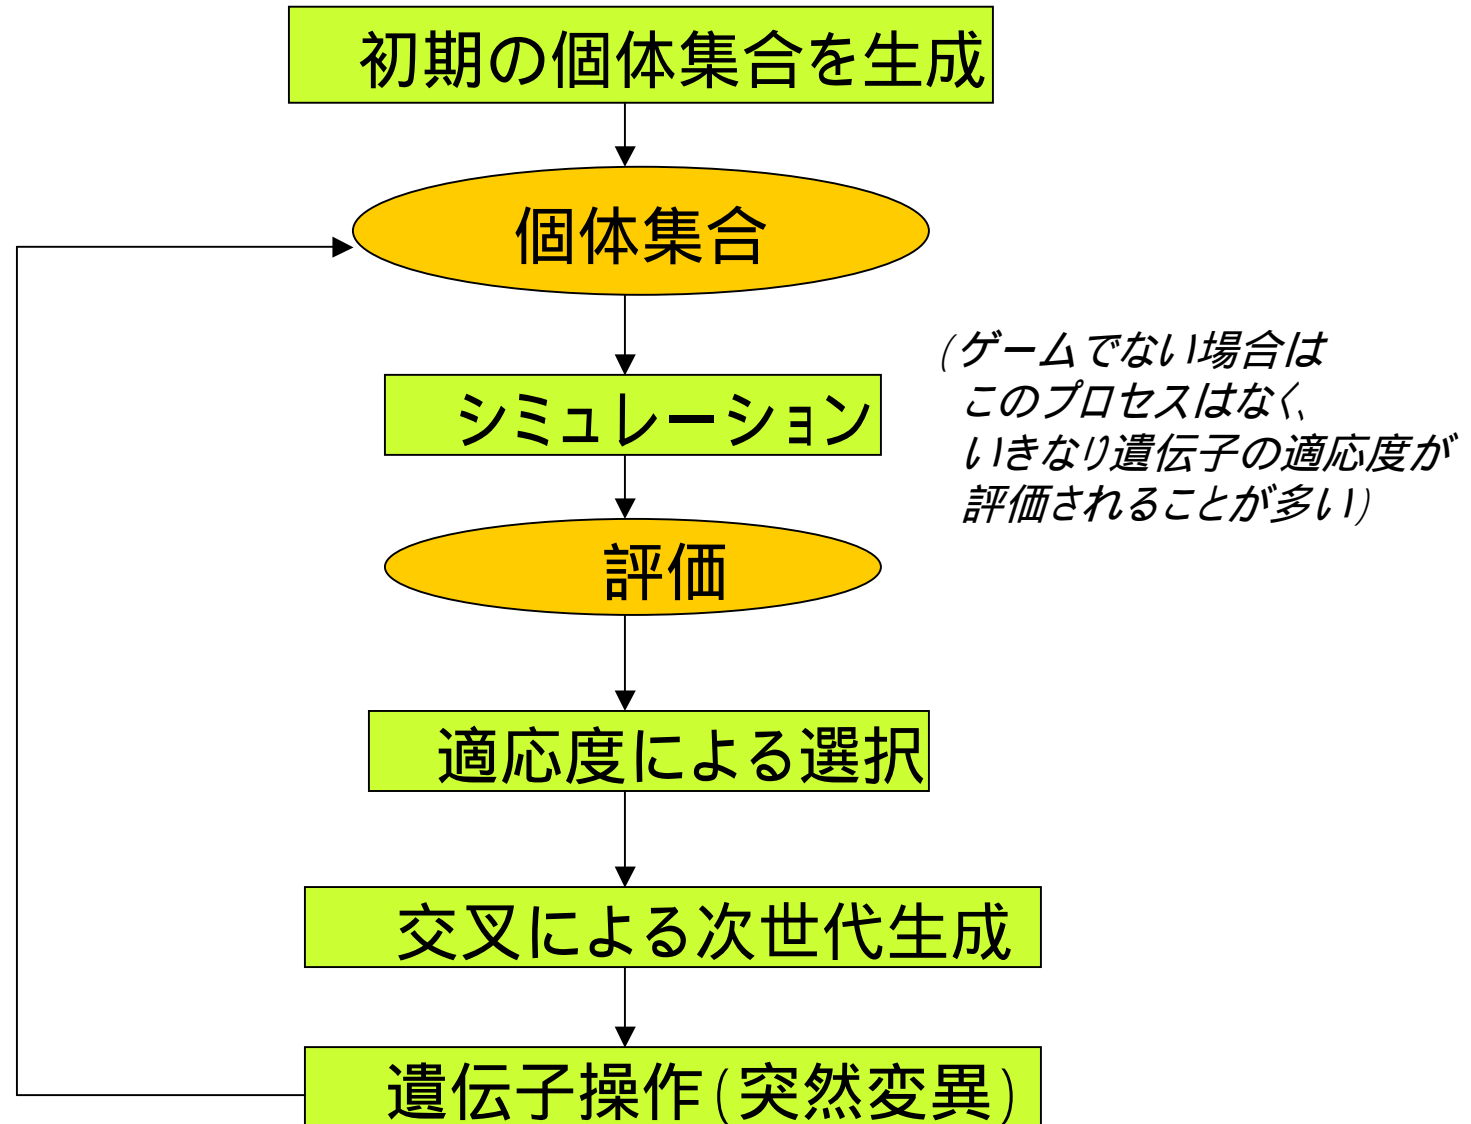 初期の個体集合を生成
個体集合
(ゲームでない場合は
このプロセスはなく、
いきなり遺伝子の適応度が
評価されることが多い)
シミュレーション
評価
適応度による選択
交叉による次世代生成
遺伝子操作(突然変異)